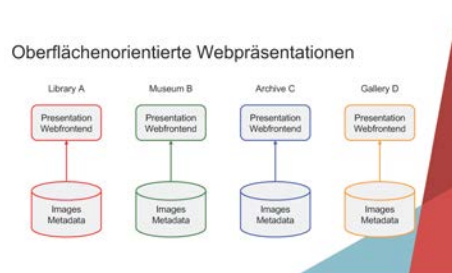 Oberflächenorientierte Webpräsentationen
Library A
Museum B
Archive C
Gallery D
Presentation
Webfrontend
Presentation
Webfrontend
Presentation
Webfrontend
Presentation
Webfrontend
Images
Metadata
Images
Metadata
Images
Metadata
Images
Metadata